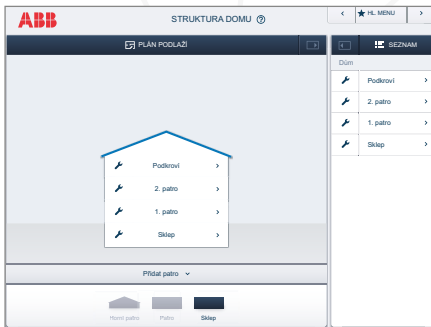 ABB
STRUKTURA DOMU ?
‹ ★ HL. MENU ›
PLÁN PODLAŽÍ
SEZNAM
Dům
Podkroví
2. patro
1. patro
Sklep
Podkroví
2. patro
1. patro
Sklep
Přidat patro
Horní patro
Patro
Sklep